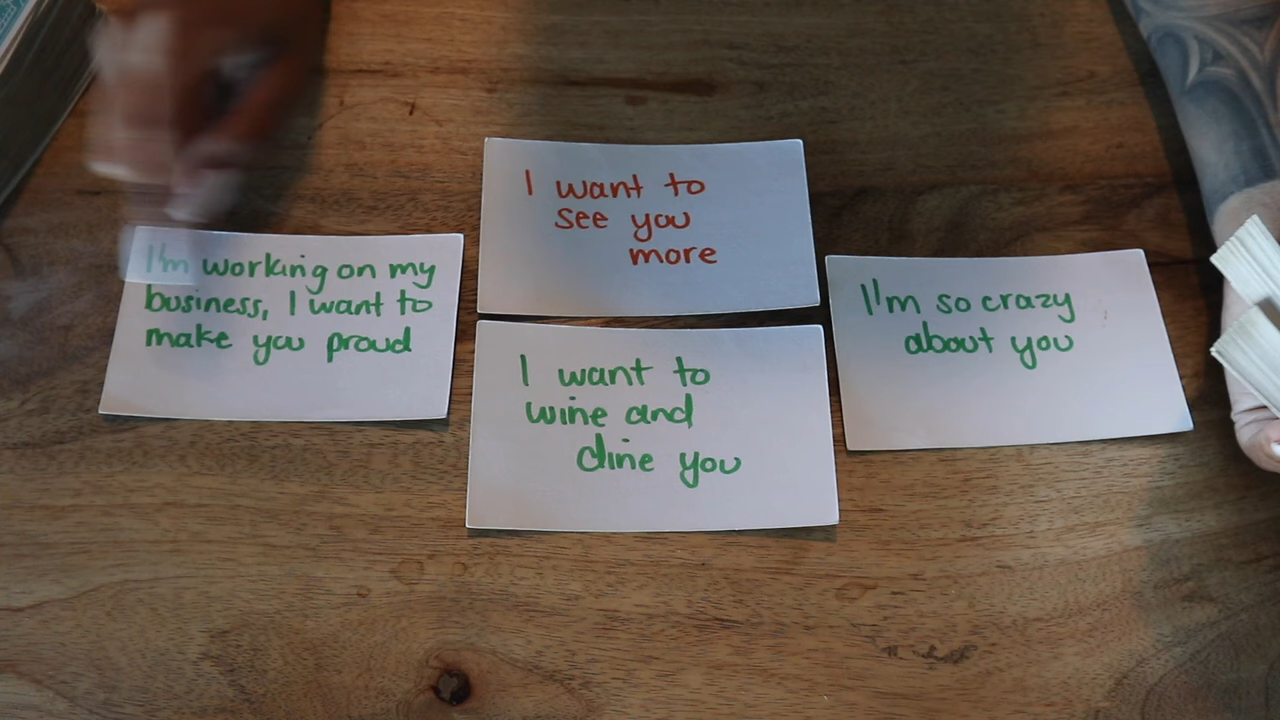 I want to
see you
more
I'm working on my
business, I want to
make you proud
I want to
wine and
dine you
I'm so crazy
about you